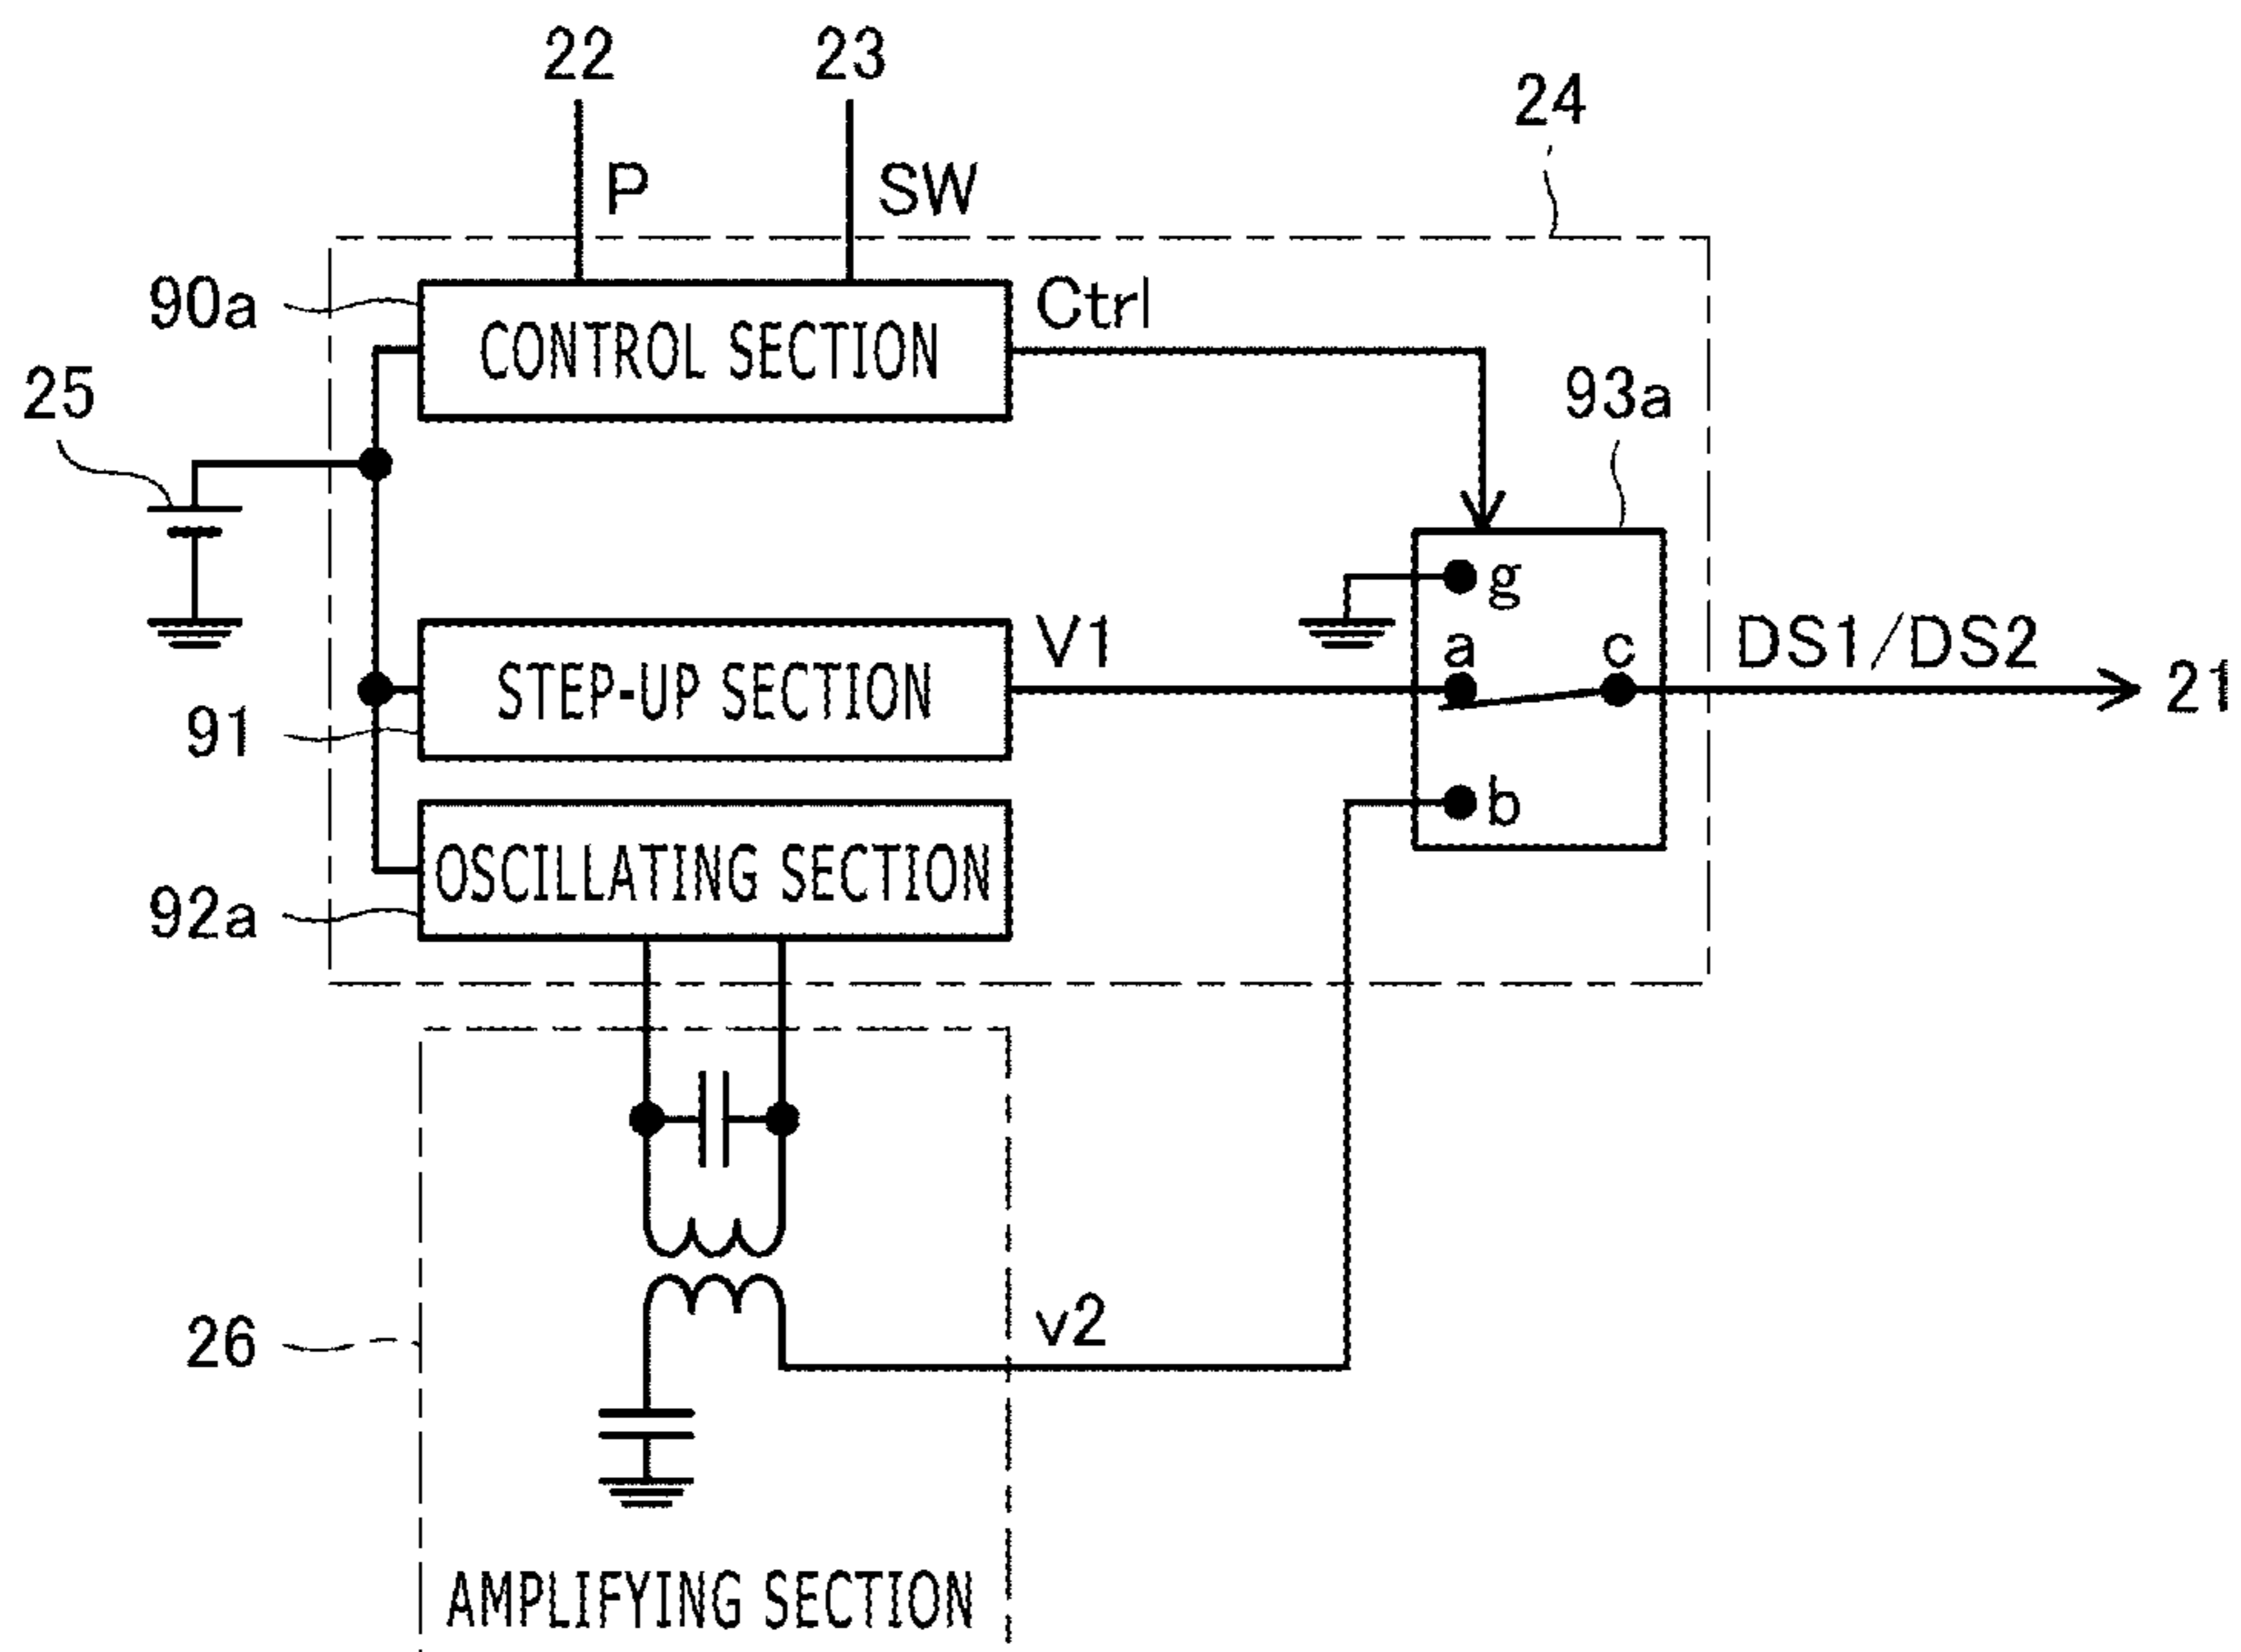 22
23
24
P
SW
90a
CONTROL SECTION
Ctrl
25
93a
g
91
STEP-UP SECTION
V1
a
c
DS1/DS2
21
b
92a
OSCILLATING SECTION
26
v2
AMPLIFYING SECTION